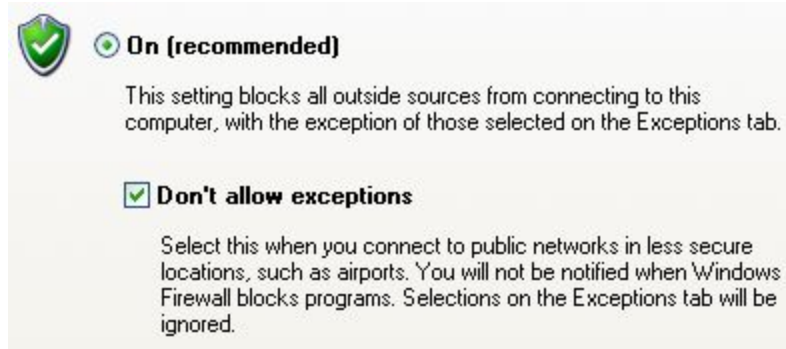 On (recommended)
This setting blocks all outside sources from connecting to this
computer, with the exception of those selected on the Exceptions tab.
Don't allow exceptions
Select this when you connect to public networks in less secure
locations, such as airports. You will not be notified when Windows
Firewall blocks programs. Selections on the Exceptions tab will be
ignored.